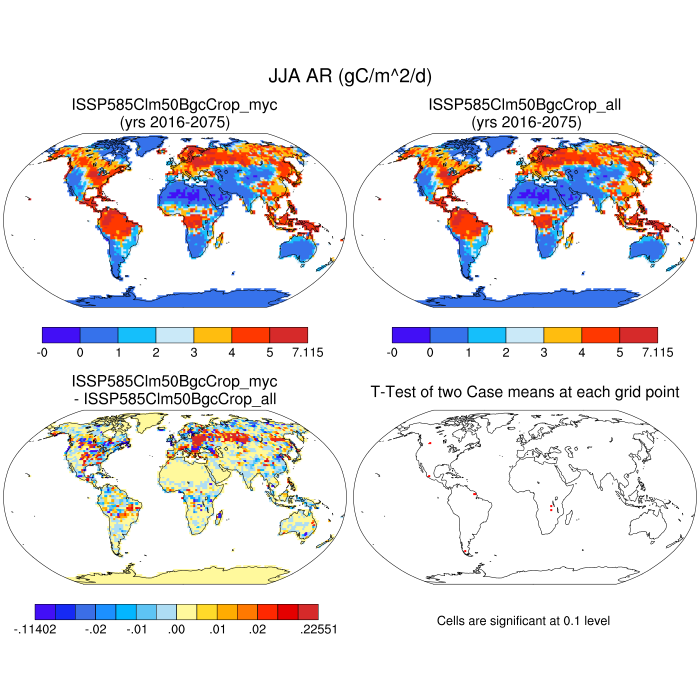 JJA AR (gC/m^2/d)
ISSP585Clm50BgcCrop_myc
(yrs 2016-2075)
ISSP585Clm50BgcCrop_all
(yrs 2016-2075)
-0 0 1 2 3 4 5 7.115
-0 0 1 2 3 4 5 7.115
ISSP585Clm50BgcCrop_myc
- ISSP585Clm50BgcCrop_all
T-Test of two Case means at each grid point
-.11402 -.02 -.01 .00 .01 .02 .22551
Cells are significant at 0.1 level